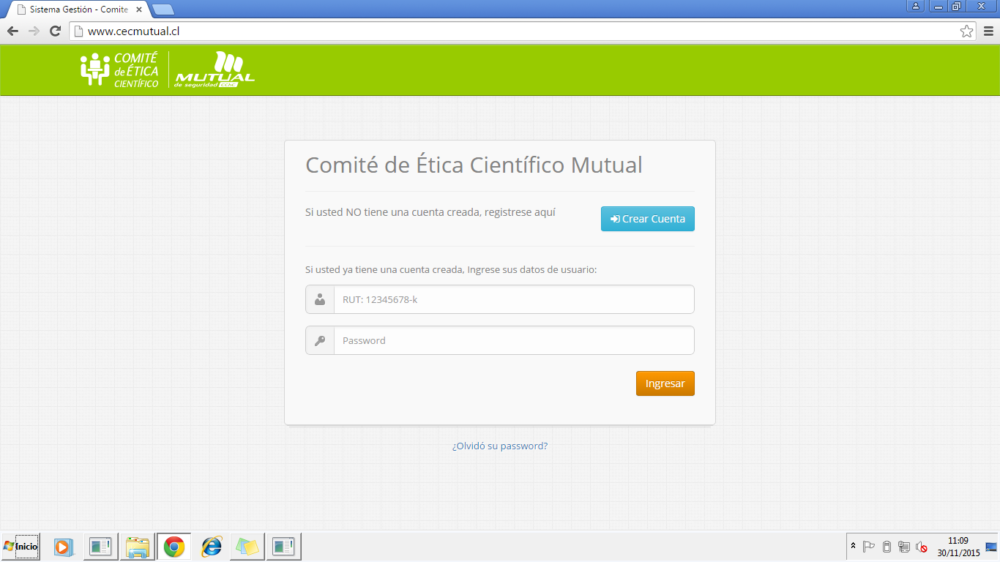 Sistema Gestión - Comite
www.cecmutual.cl
COMITÉ
de ÉTICA
CIENTÍFICO
MUTUAL
de seguridad CChC
Comité de Ética Científico Mutual
Si usted NO tiene una cuenta creada, registrese aquí
Crear Cuenta
Si usted ya tiene una cuenta creada, Ingrese sus datos de usuario:
RUT: 12345678-k
Password
Ingresar
¿Olvidó su password?
Inicio
11:09
30/11/2015